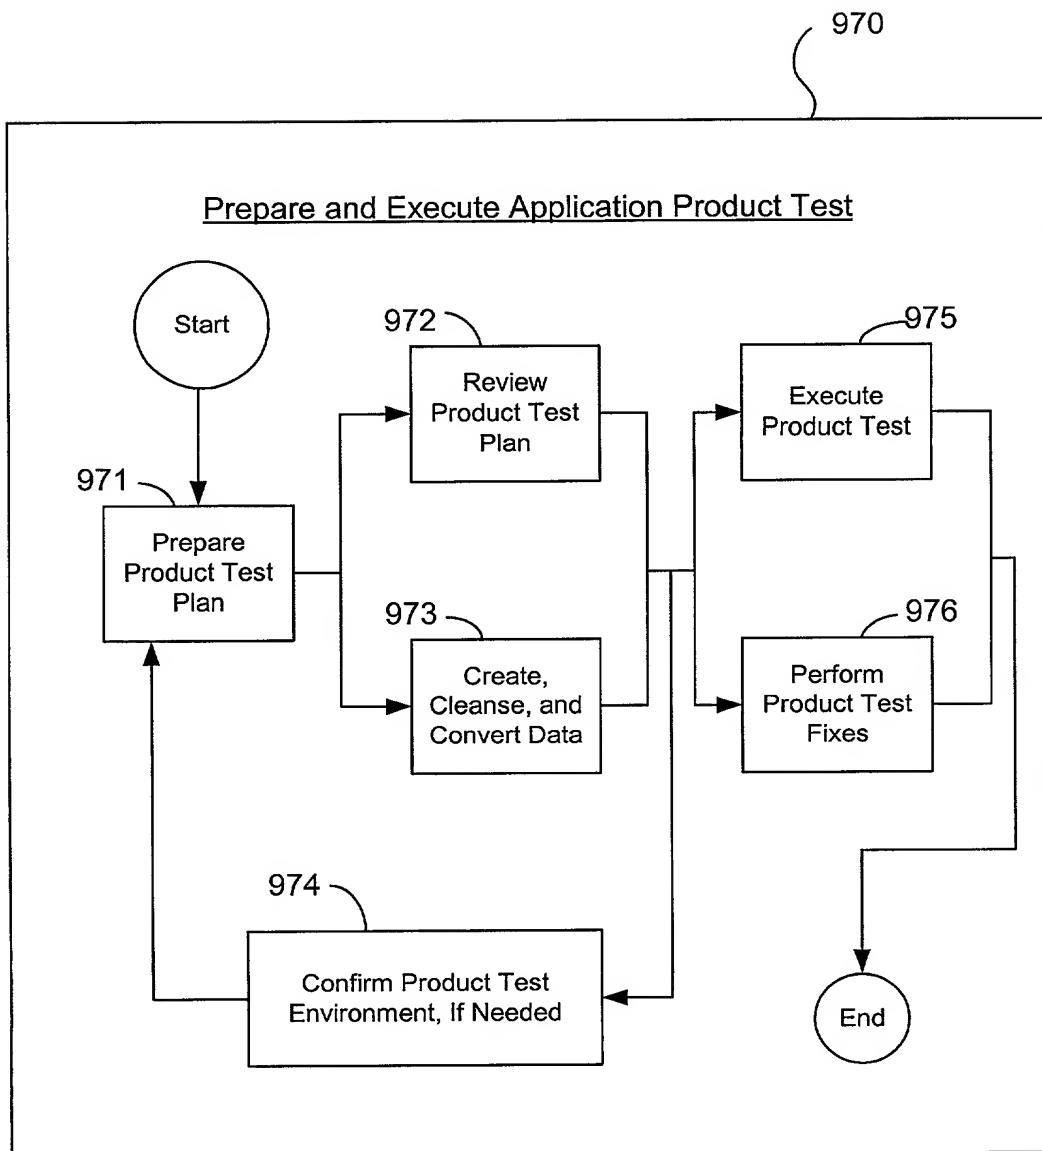 970
Prepare and Execute Application Product Test
Start
972
Review
Product Test
Plan
975
Execute
Product Test
971
Prepare
Product Test
Plan
973
Create,
Cleanse, and
Convert Data
976
Perform
Product Test
Fixes
974
Confirm Product Test
Environment, If Needed
End